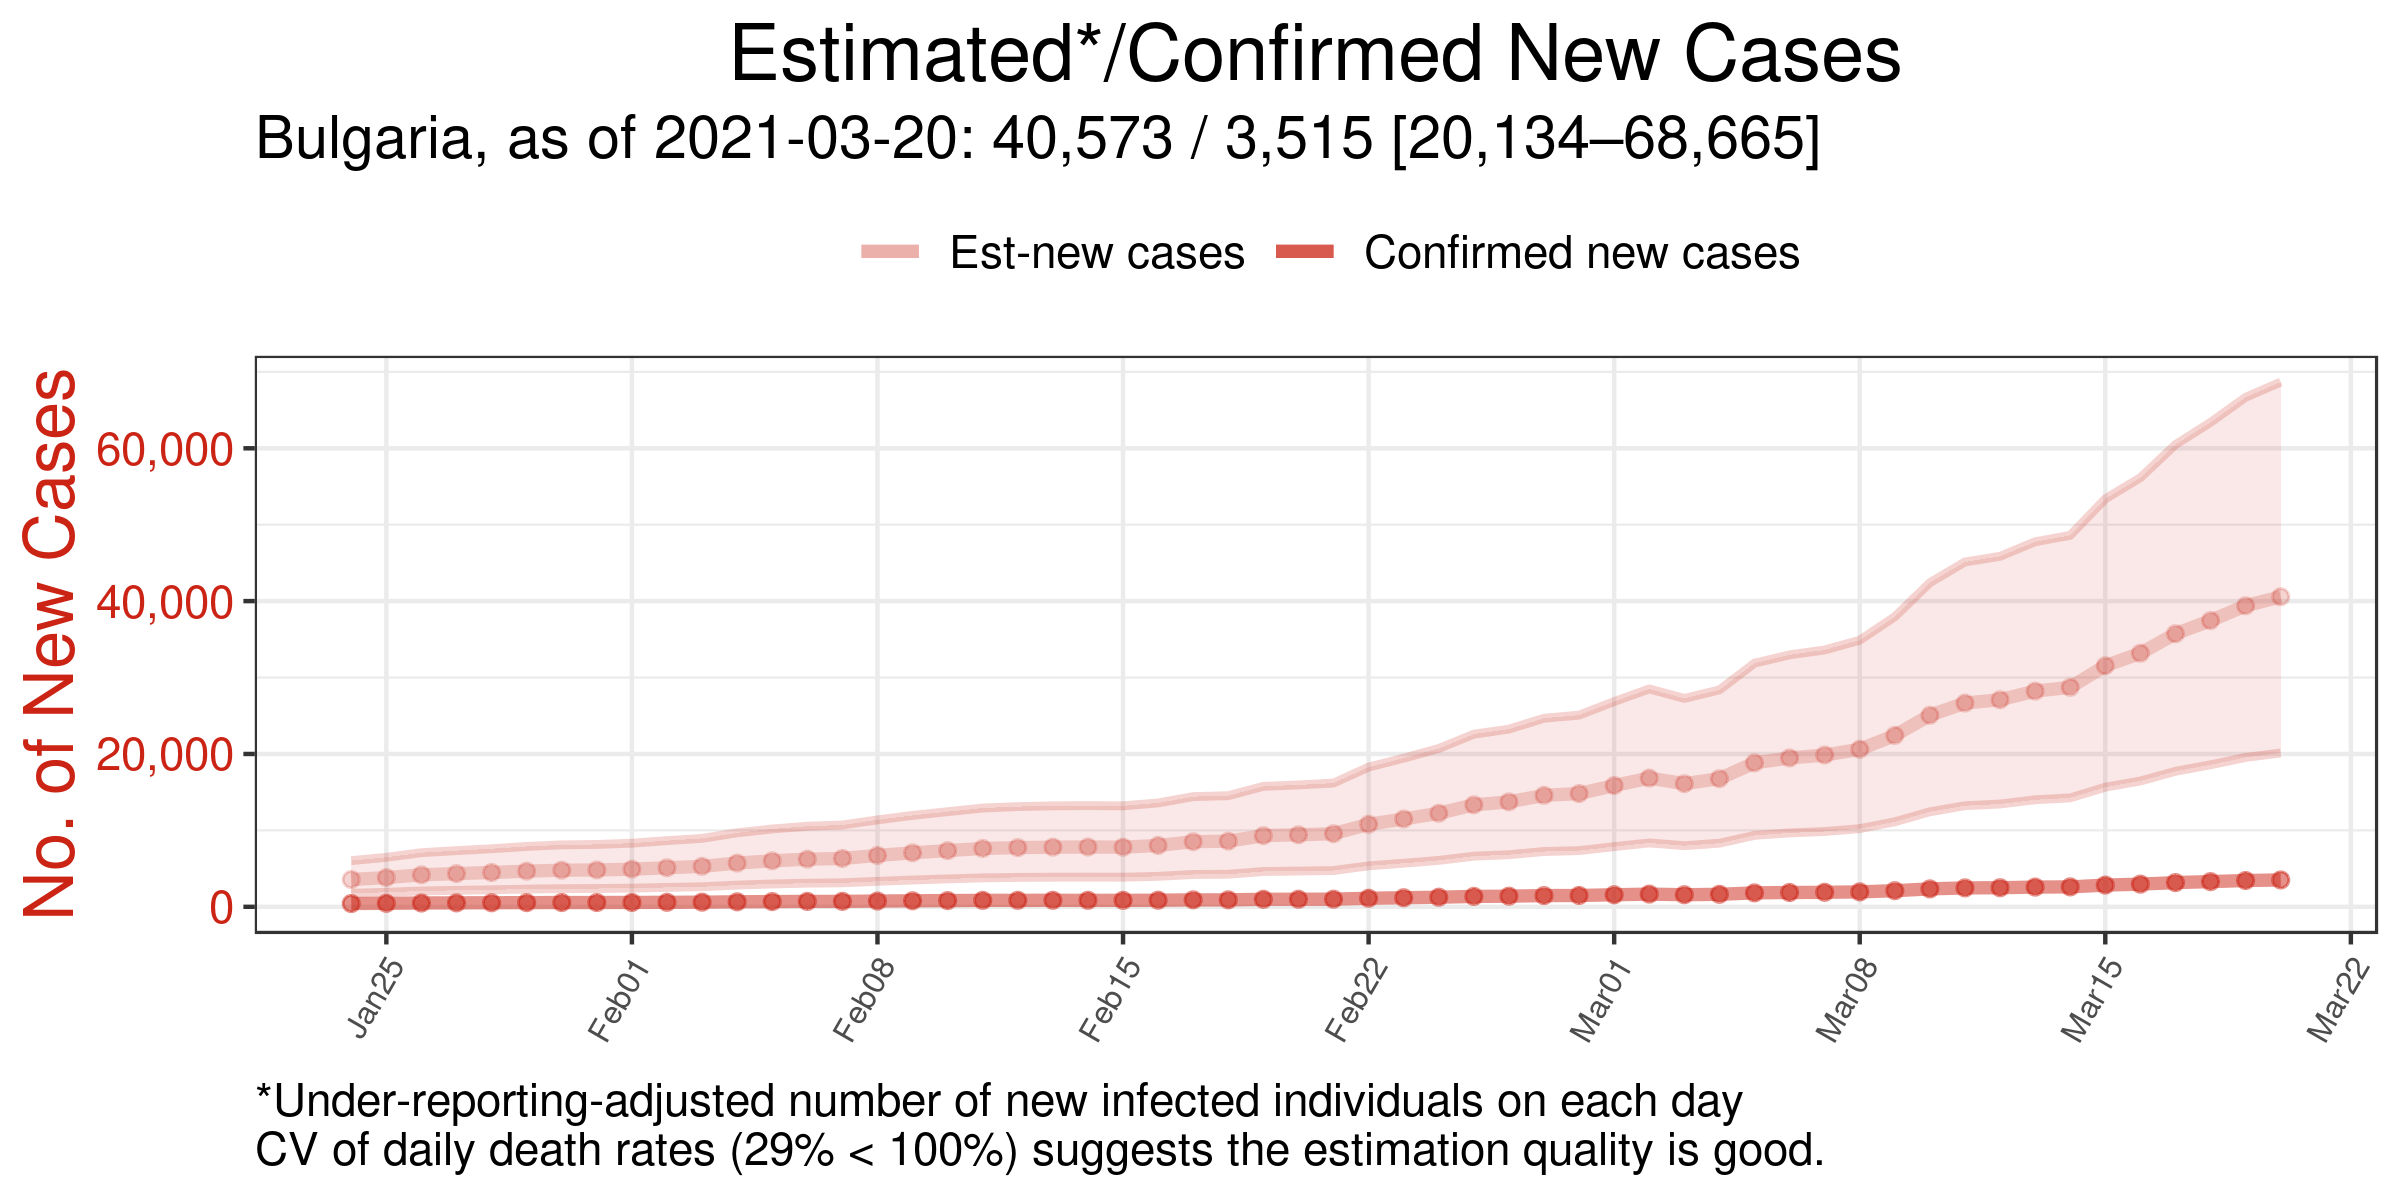 Estimated*/Confirmed New Cases
Bulgaria, as of 2021-03-20: 40,573 / 3,515 [20,134–68,665]
Est-new cases
Confirmed new cases
No. of New Cases
60,000
40,000
20,000
0
Jan25
Feb01
Feb08
Feb15
Feb22
Mar01
Mar08
Mar15
Mar22
*Under-reporting-adjusted number of new infected individuals on each day
CV of daily death rates (29% < 100%) suggests the estimation quality is good.